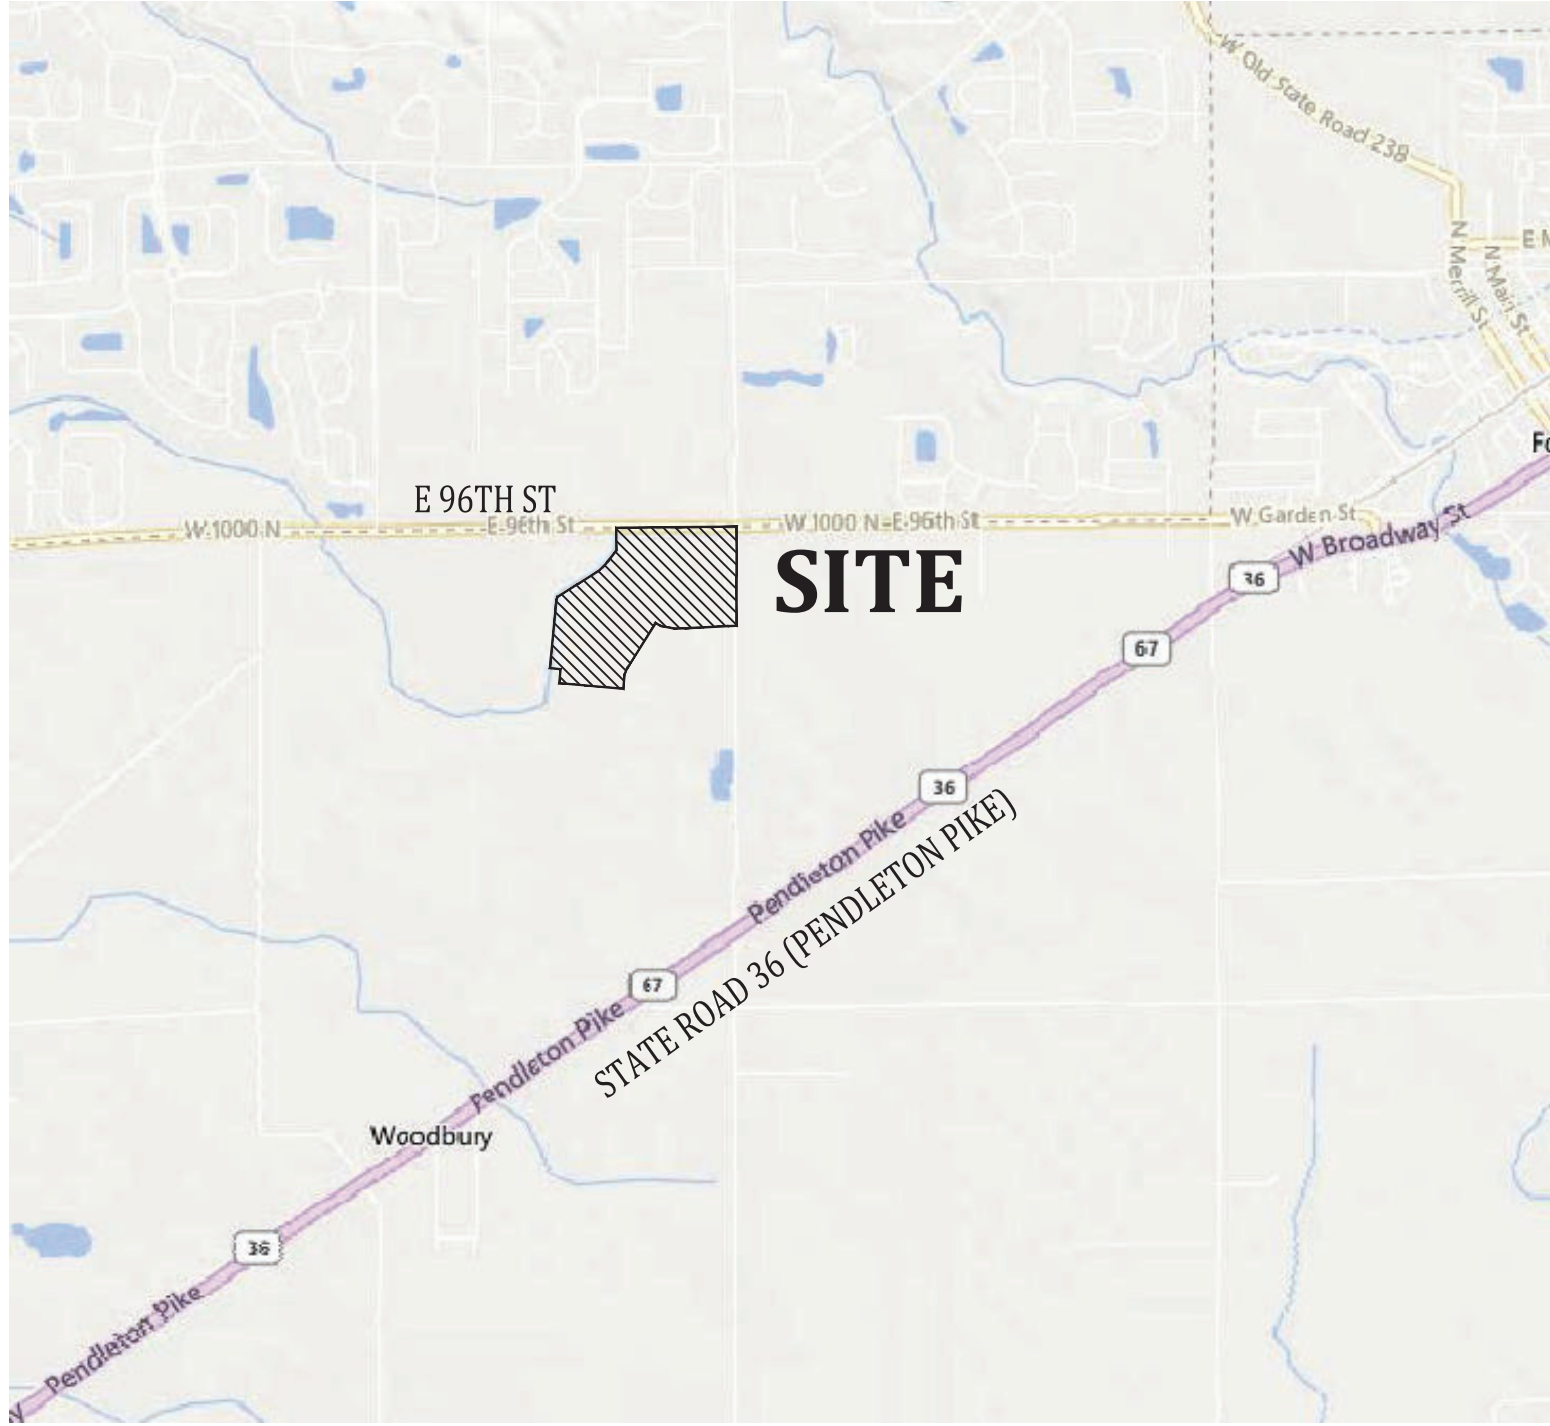 W Old State Road 238
N Merrill St
N Main St
E M
Fo
E 96TH ST
W 1000 N
E 96th St
W 1000 N-E 96th St
W Garden St
W Broadway St
SITE
36
67
36
Pendleton Pike
STATE ROAD 36 (PENDLETON PIKE)
67
Pendleton Pike
Woodbury
36
Pendleton Pike
y